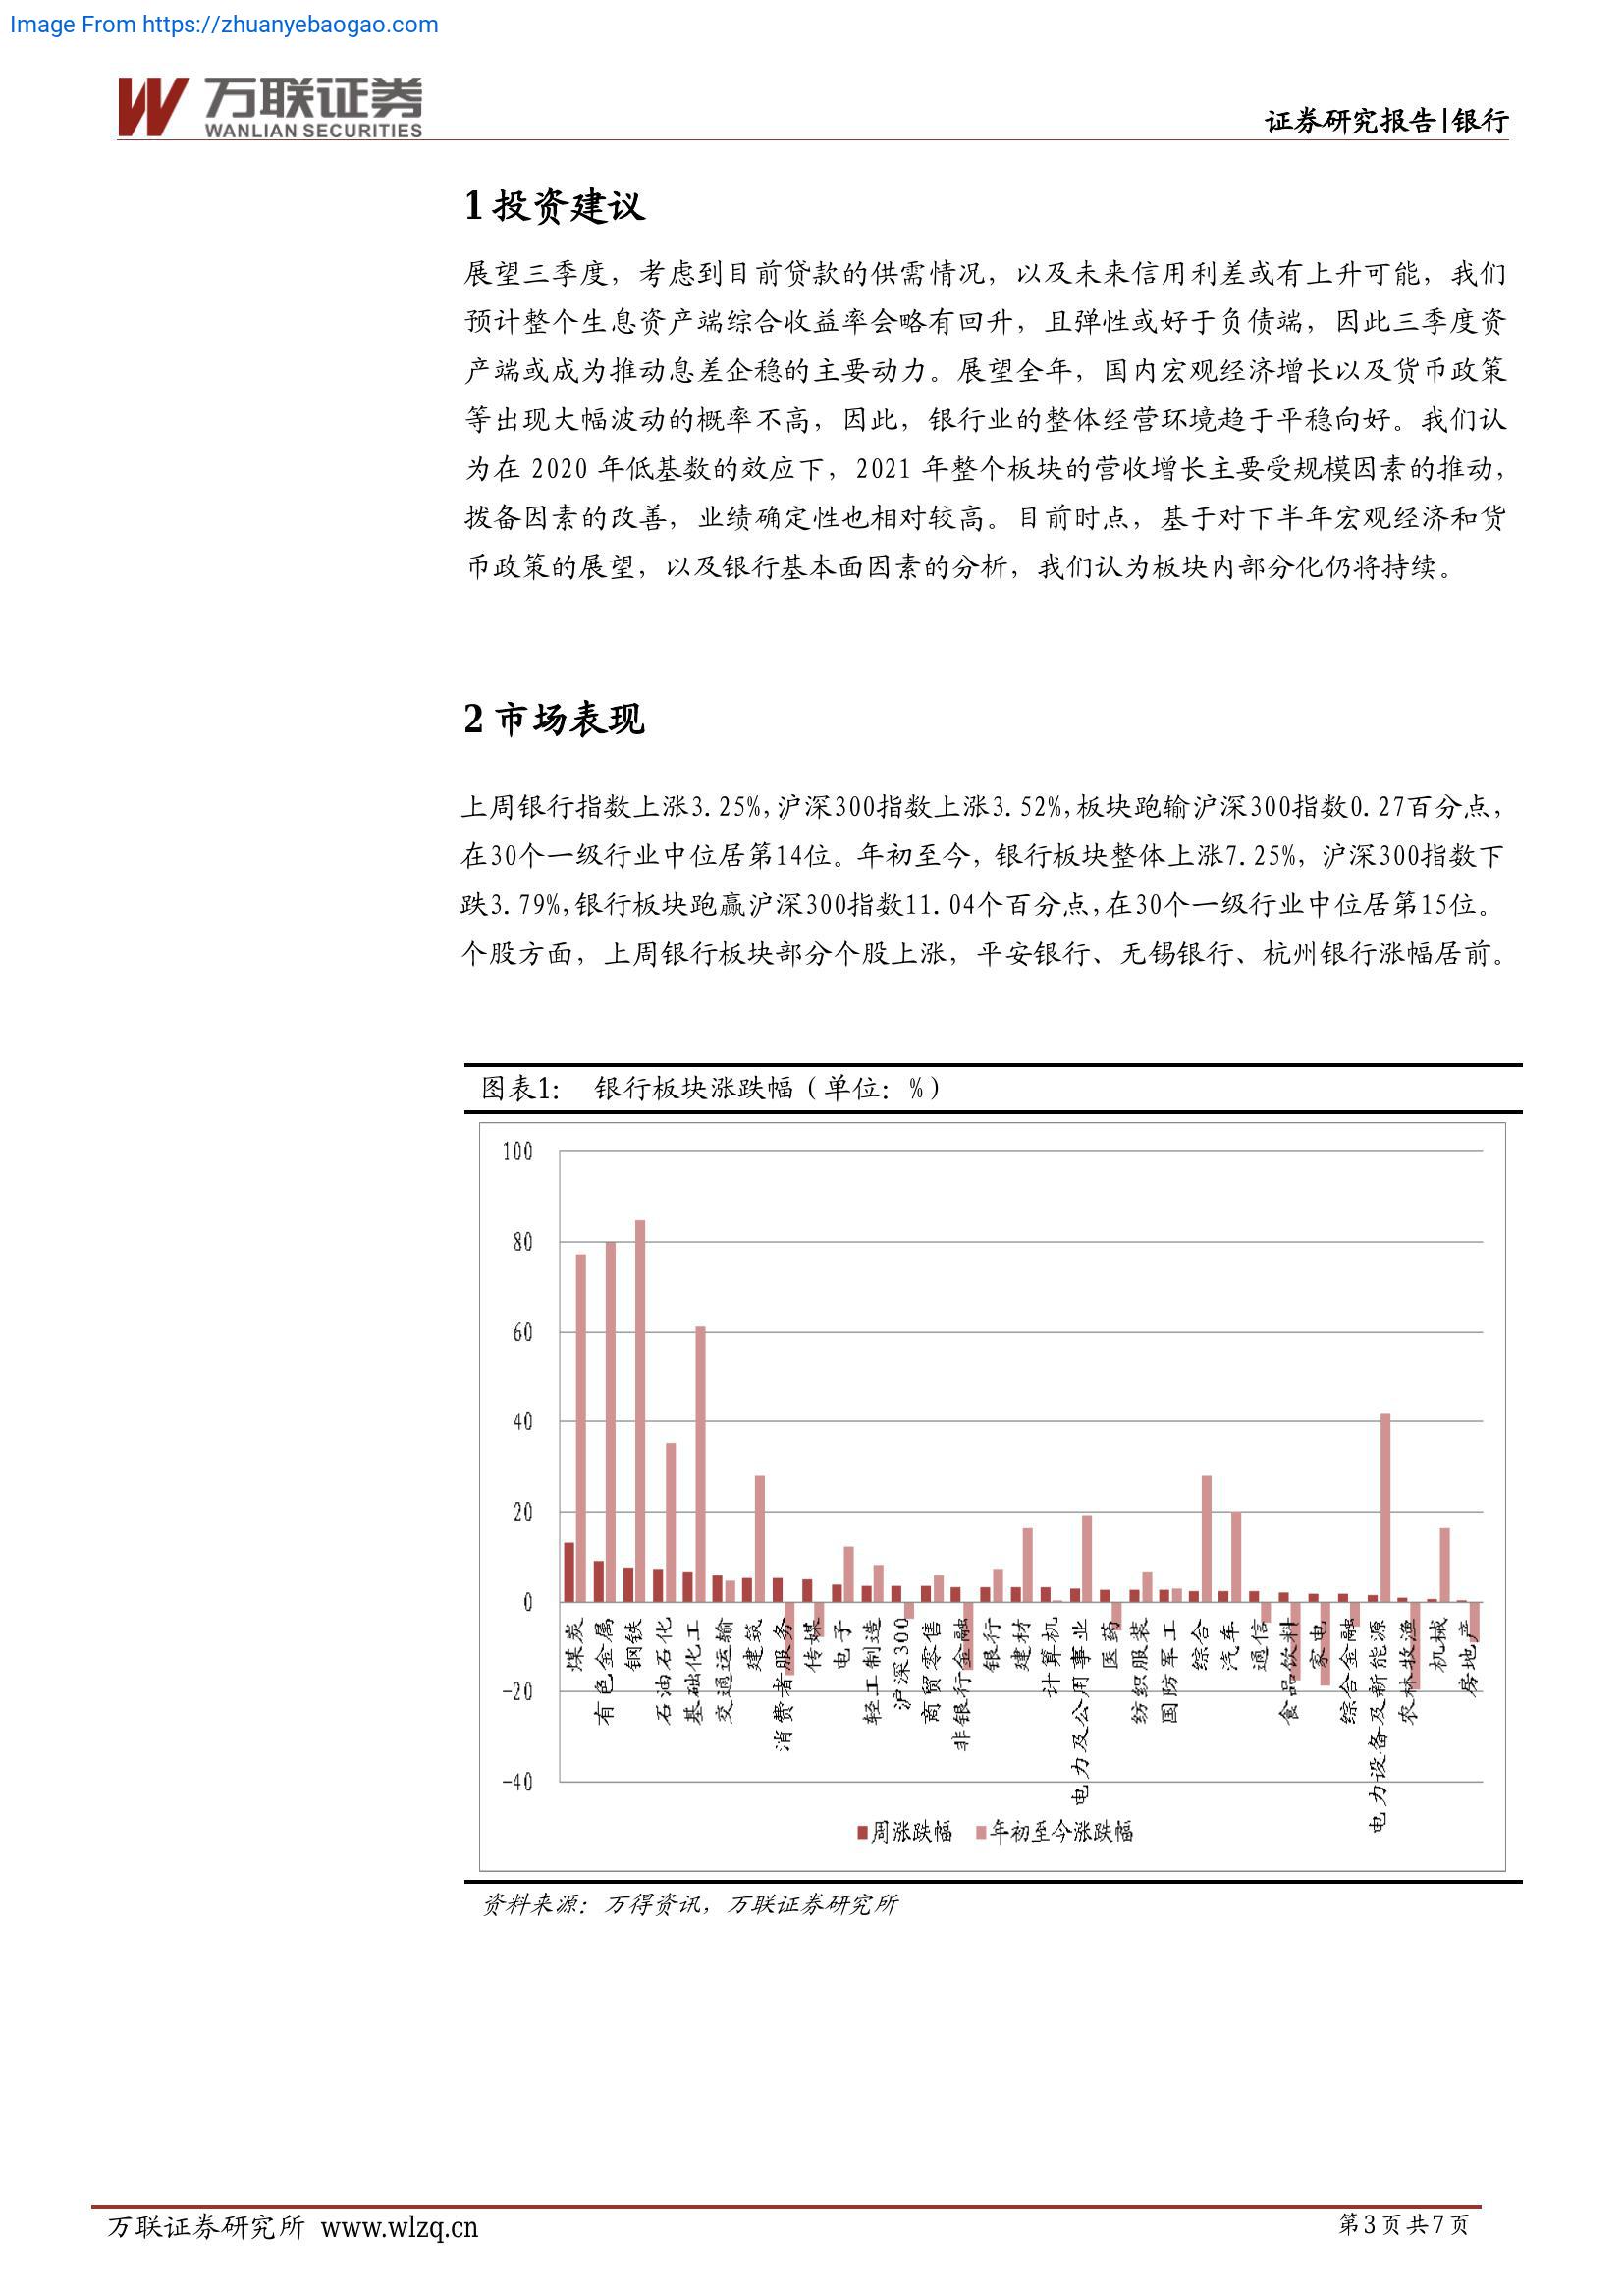 Image From https://zhuanyebaogao.com
万联证券
WANLIAN SECURITIES
证券研究报告|银行
1 投资建议
展望三季度，考虑到目前贷款的供需情况，以及未来信用利差或有上升可能，我们
预计整个生息资产端综合收益率会略有回升，且弹性或好于负债端，因此三季度资
产端或成为推动息差企稳的主要动力。展望全年，国内宏观经济增长以及货币政策
等出现大幅波动的概率不高，因此，银行业的整体经营环境趋于平稳向好。我们认
为在 2020 年低基数的效应下，2021 年整个板块的营收增长主要受规模因素的推动，
拨备因素的改善，业绩确定性也相对较高。目前时点，基于对下半年宏观经济和货
币政策的展望，以及银行基本面因素的分析，我们认为板块内部分化仍将持续。
2 市场表现
上周银行指数上涨3.25%,沪深300指数上涨3.52%,板块跑输沪深300指数0.27百分点，
在30个一级行业中位居第14位。年初至今，银行板块整体上涨7.25%，沪深300指数下
跌3.79%,银行板块跑赢沪深300指数11.04个百分点,在30个一级行业中位居第15位。
个股方面，上周银行板块部分个股上涨，平安银行、无锡银行、杭州银行涨幅居前。
图表1： 银行板块涨跌幅（单位：%）
100
80
60
40
20
0
-20
-40
煤炭
有色金属
钢铁
石油石化
基础化工
交通运输
建筑
消费者服务
传媒
电子
轻工制造
沪深300
商贸零售
非银行金融
银行
建材
计算机
电力及公用事业
医药
纺织服装
国防军工
综合
汽车
通信
食品饮料
家电
综合金融
电力设备及新能源
农林牧渔
机械
房地产
周涨跌幅 年初至今涨跌幅
资料来源：万得资讯，万联证券研究所
万联证券研究所 www.wlzq.cn
第3页共7页